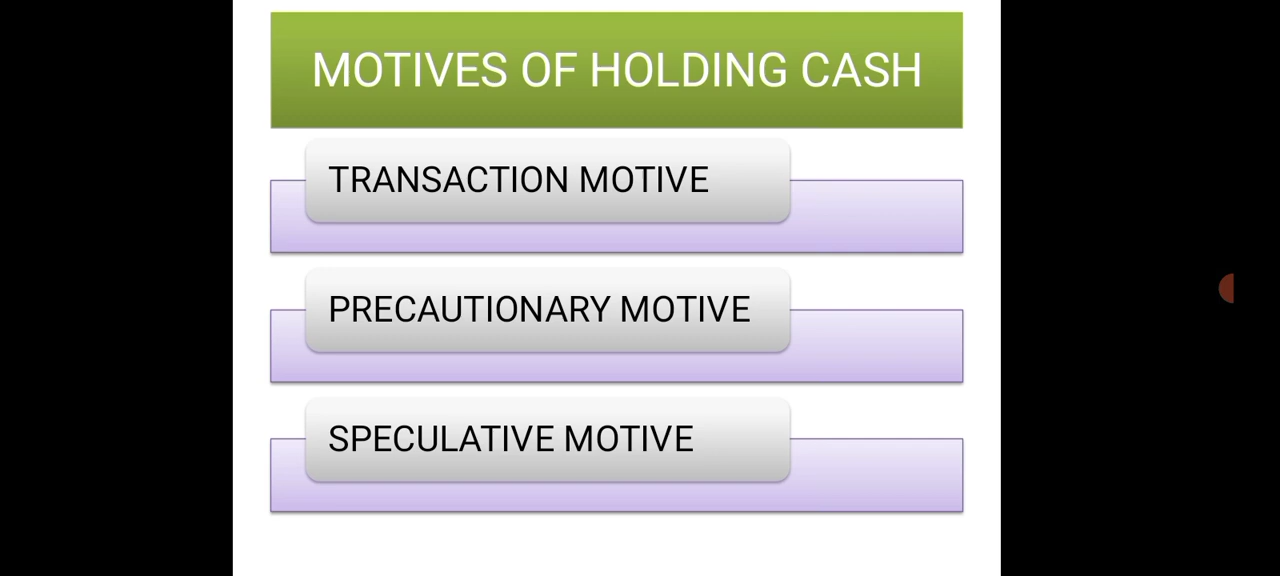 MOTIVES OF HOLDING CASH
TRANSACTION MOTIVE
PRECAUTIONARY MOTIVE
SPECULATIVE MOTIVE